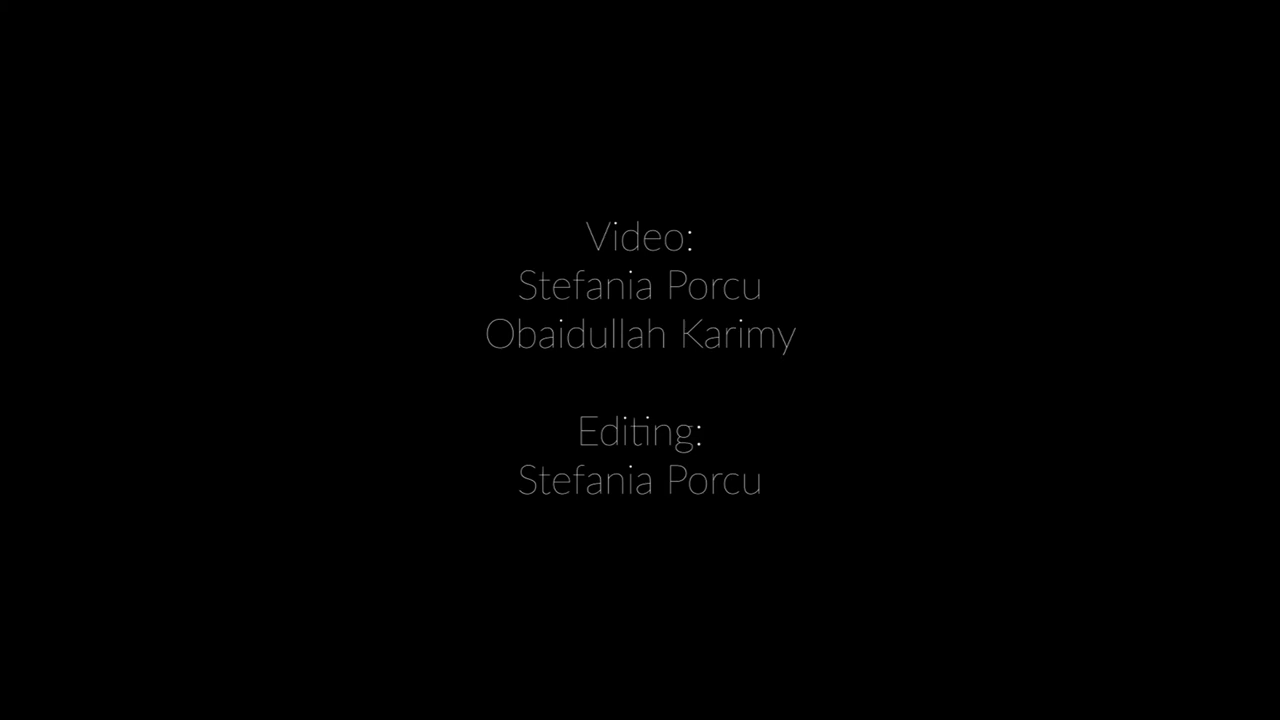 Video:
Stefania Porcu
Obaidullah Karimy
Editing:
Stefania Porcu